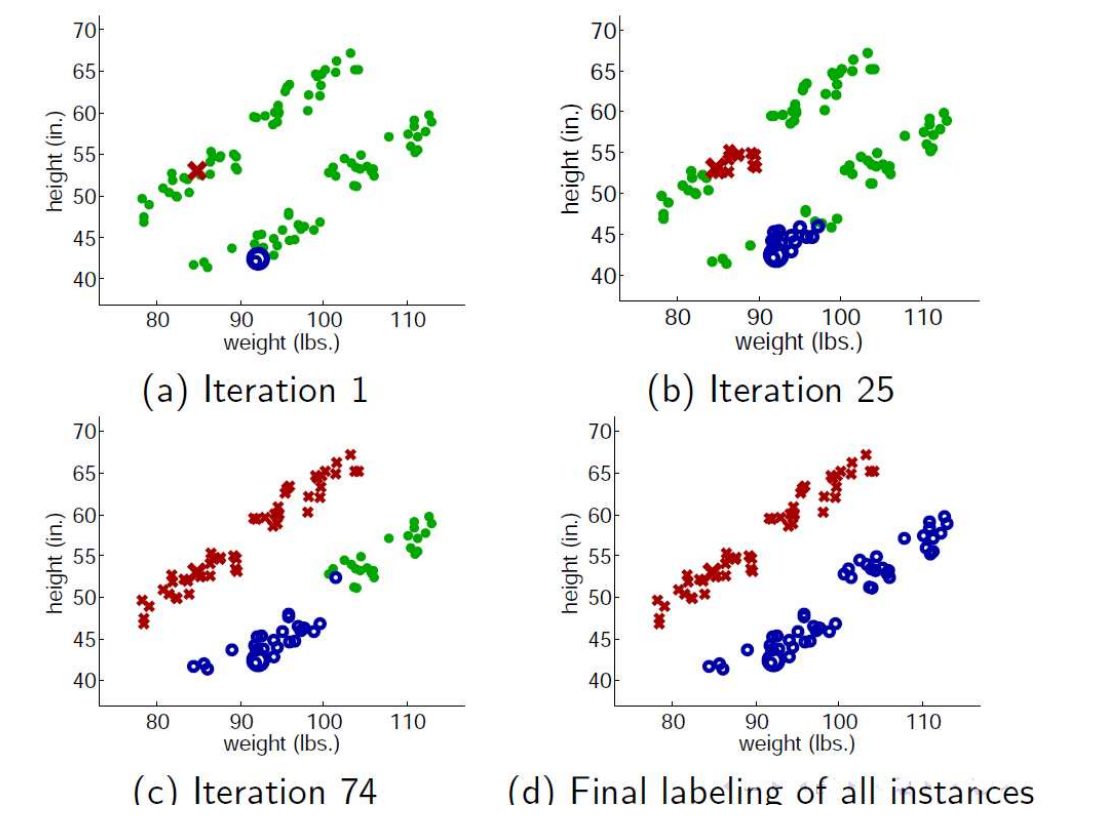 70
65
60
55
50
45
40
height (in.)
80 90 100 110
weight (lbs.)
(a) Iteration 1
70
65
60
55
50
45
40
height (in.)
80 90 100 110
weight (lbs.)
(b) Iteration 25
70
65
60
55
50
45
40
height (in.)
80 90 100 110
weight (lbs.)
(c) Iteration 74
70
65
60
55
50
45
40
height (in.)
80 90 100 110
weight (lbs.)
(d) Final labeling of all instances